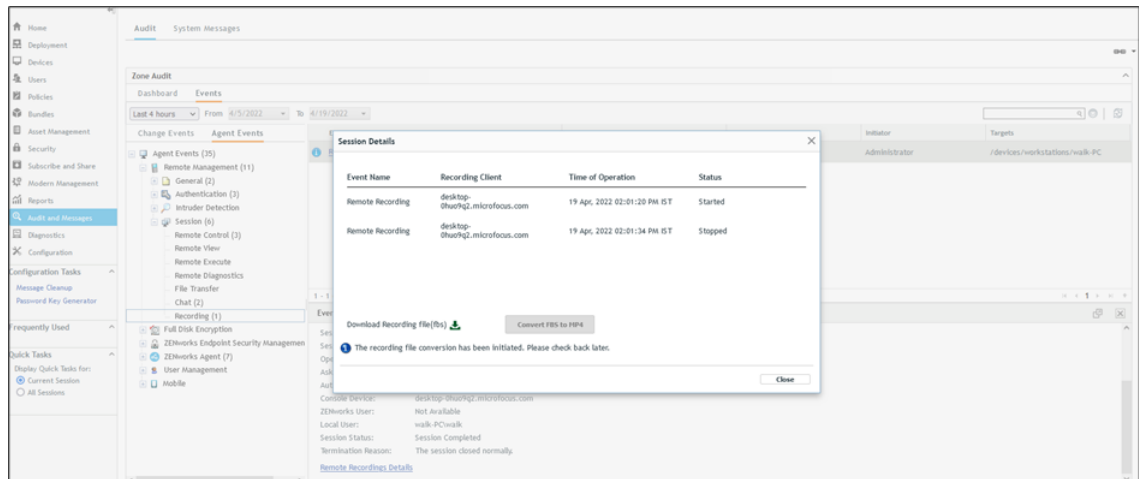 Home
Deployment
Devices
Users
Policies
Bundles
Asset Management
Security
Subscribe and Share
Modern Management
Reports
Audit and Messages
Diagnostics
Configuration
Configuration Tasks
Message Cleanup
Password Key Generator
Frequently Used
Quick Tasks
Display Quick Tasks for:
Current Session
All Sessions
Audit System Messages
Zone Audit
Dashboard Events
Last 4 hours From 4/5/2022 To 4/19/2022
Change Events Agent Events
Agent Events (35)
Remote Management (11)
General (2)
Authentication (3)
Intruder Detection
Session (6)
Remote Control (3)
Remote View
Remote Execute
Remote Diagnostics
File Transfer
Chat (2)
Recording (1)
Full Disk Encryption
ZENworks Endpoint Security Managemen
ZENworks Agent (7)
User Management
Mobile
Initiator Targets
Administrator /devices/workstations/walk-PC
Session Details
Event Name Recording Client Time of Operation Status
Remote Recording desktop-0huo9q2.microfocus.com 19 Apr, 2022 02:01:20 PM IST Started
Remote Recording desktop-0huo9q2.microfocus.com 19 Apr, 2022 02:01:34 PM IST Stopped
Download Recording file(fbs) Convert FBS to MP4
The recording file conversion has been initiated. Please check back later.
Close
1 - 1
1
Console Device: desktop-0huo9q2.microfocus.com
ZENworks User: Not Available
Local User: walk-PC\walk
Session Status: Session Completed
Termination Reason: The session closed normally.
Remote Recordings Details